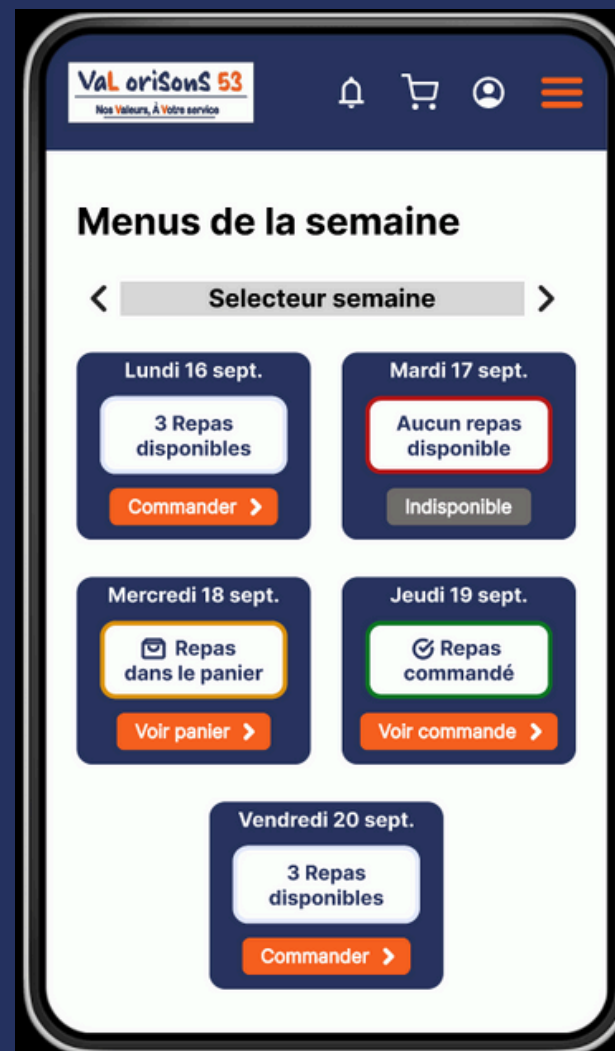 VaL oriSonS 53
Nos Valeurs, À Votre service
Menus de la semaine
Selecteur semaine
Lundi 16 sept.
3 Repas
disponibles
Commander
Mardi 17 sept.
Aucun repas
disponible
Indisponible
Mercredi 18 sept.
Repas
dans le panier
Voir panier
Jeudi 19 sept.
Repas
commandé
Voir commande
Vendredi 20 sept.
3 Repas
disponibles
Commander